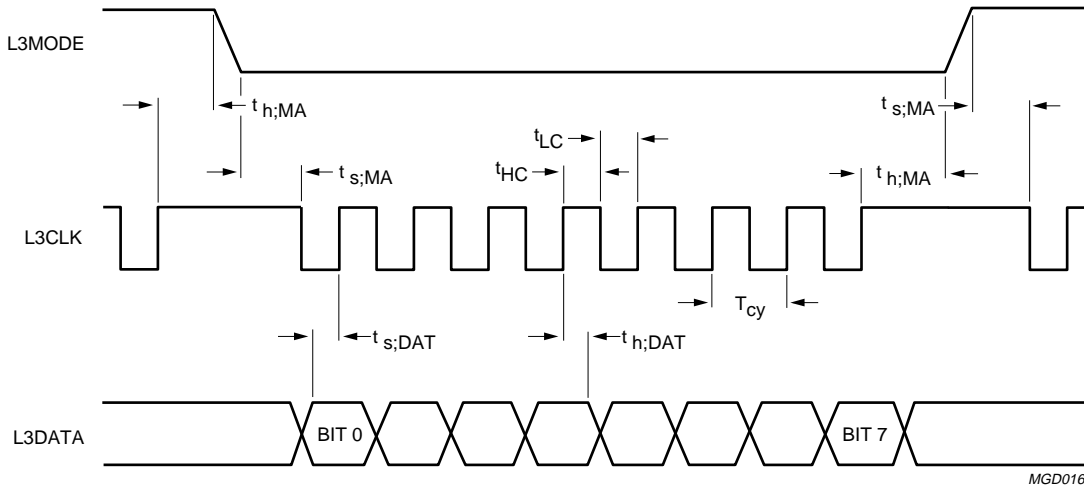 L3MODE
t h;MA
t s;MA
tLC
tHC
t s;MA
t h;MA
L3CLK
Tcy
t s;DAT
t h;DAT
L3DATA
BIT 0
BIT 7
MGD016